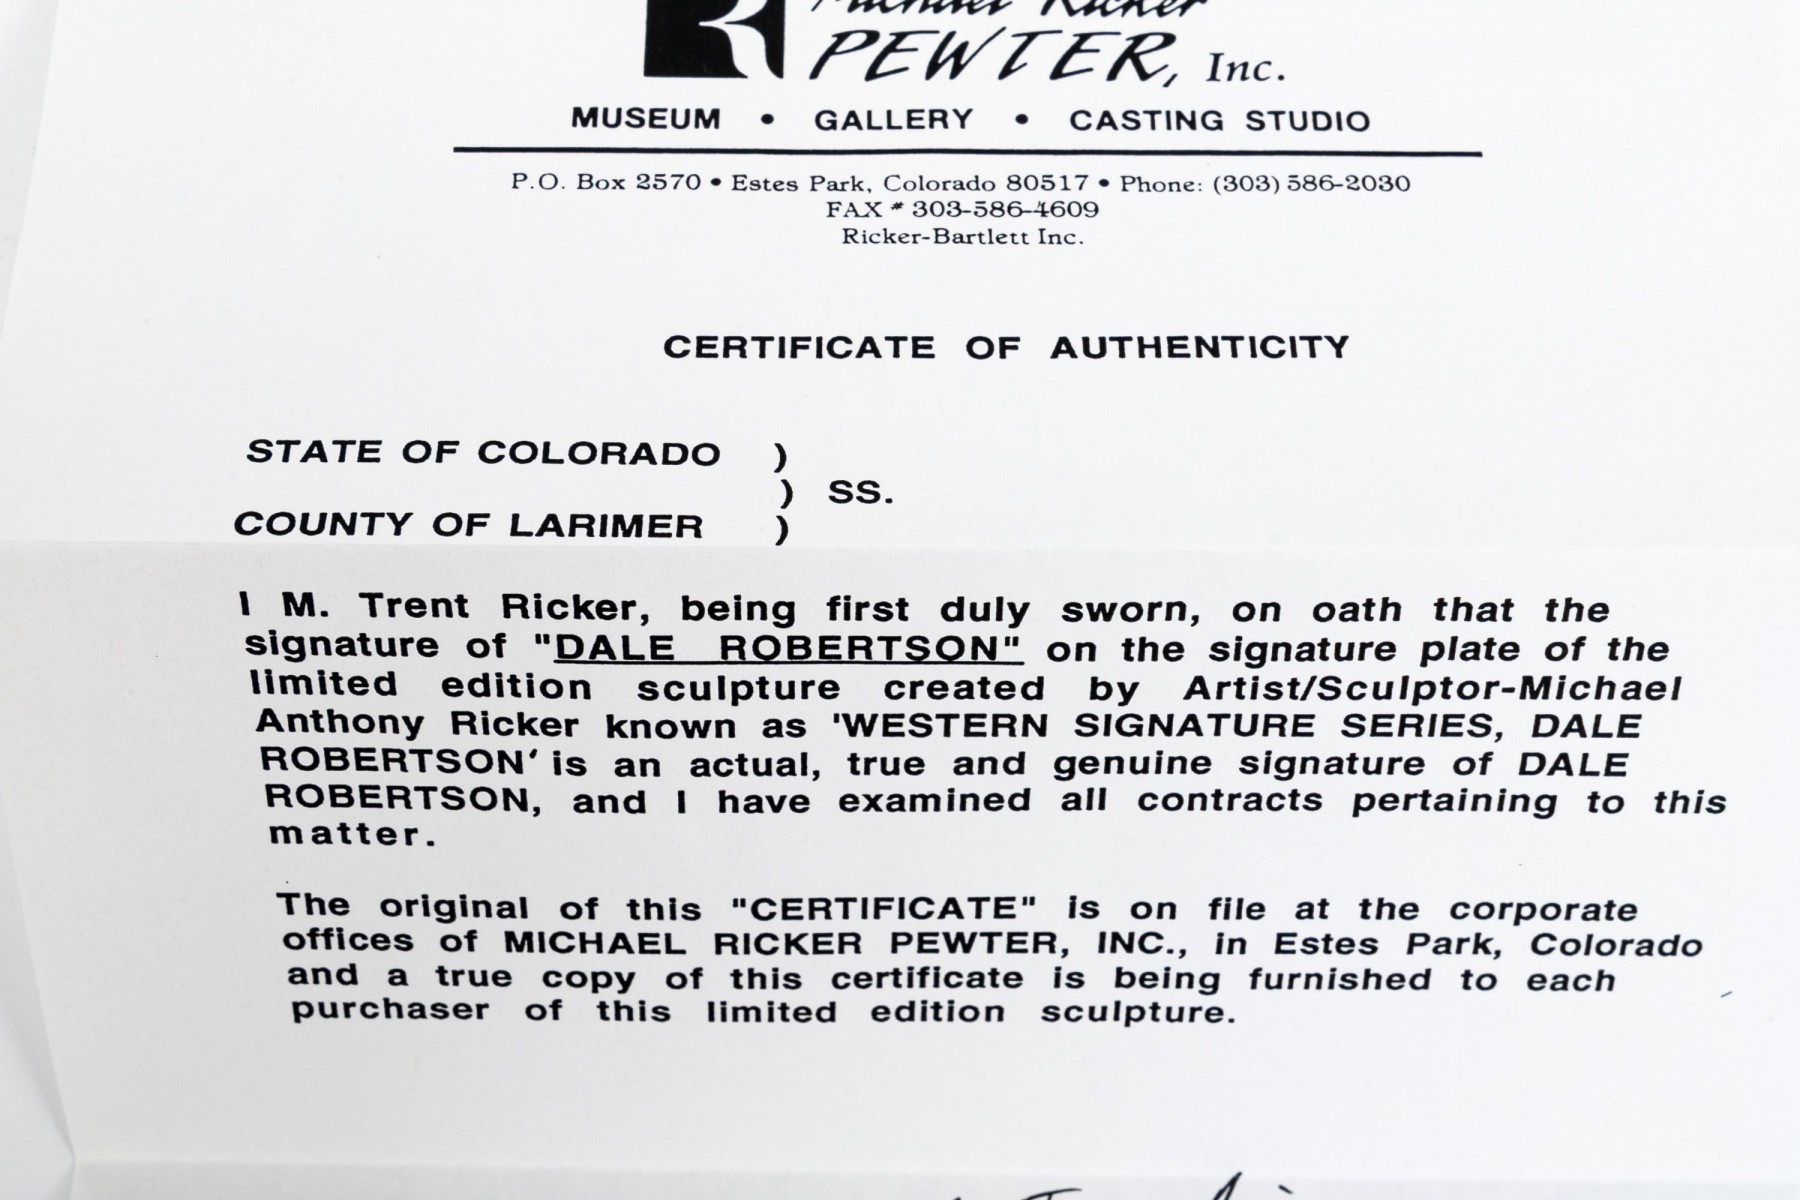 Michael Ricker
PEWTER, Inc.
MUSEUM • GALLERY • CASTING STUDIO
P.O. Box 2570 • Estes Park, Colorado 80517 • Phone: (303) 586-2030
FAX # 303-586-4609
Ricker-Bartlett Inc.
CERTIFICATE OF AUTHENTICITY
STATE OF COLORADO )
) SS.
COUNTY OF LARIMER )
I M. Trent Ricker, being first duly sworn, on oath that the
signature of "DALE ROBERTSON" on the signature plate of the
limited edition sculpture created by Artist/Sculptor-Michael
Anthony Ricker known as 'WESTERN SIGNATURE SERIES, DALE
ROBERTSON' is an actual, true and genuine signature of DALE
ROBERTSON, and I have examined all contracts pertaining to this
matter.
The original of this "CERTIFICATE" is on file at the corporate
offices of MICHAEL RICKER PEWTER, INC., in Estes Park, Colorado
and a true copy of this certificate is being furnished to each
purchaser of this limited edition sculpture.